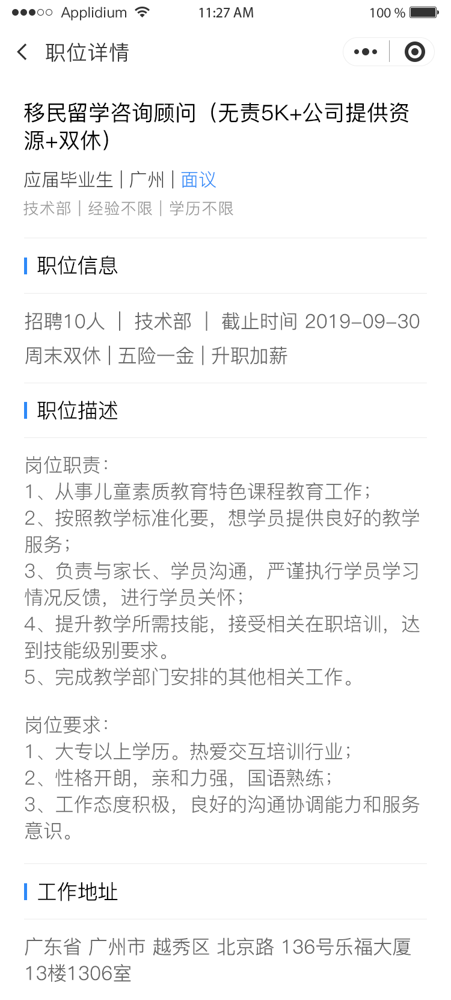 Applidium 11:27 AM 100 %
职位详情
移民留学咨询顾问（无责5K+公司提供资
源+双休）
应届毕业生 | 广州 | 面议
技术部 | 经验不限 | 学历不限
职位信息
招聘10人 | 技术部 | 截止时间 2019-09-30
周末双休 | 五险一金 | 升职加薪
职位描述
岗位职责：
1、从事儿童素质教育特色课程教育工作；
2、按照教学标准化要，想学员提供良好的教学
服务；
3、负责与家长、学员沟通，严谨执行学员学习
情况反馈，进行学员关怀；
4、提升教学所需技能，接受相关在职培训，达
到技能级别要求。
5、完成教学部门安排的其他相关工作。
岗位要求：
1、大专以上学历。热爱交互培训行业；
2、性格开朗，亲和力强，国语熟练；
3、工作态度积极，良好的沟通协调能力和服务
意识。
工作地址
广东省 广州市 越秀区 北京路 136号乐福大厦
13楼1306室